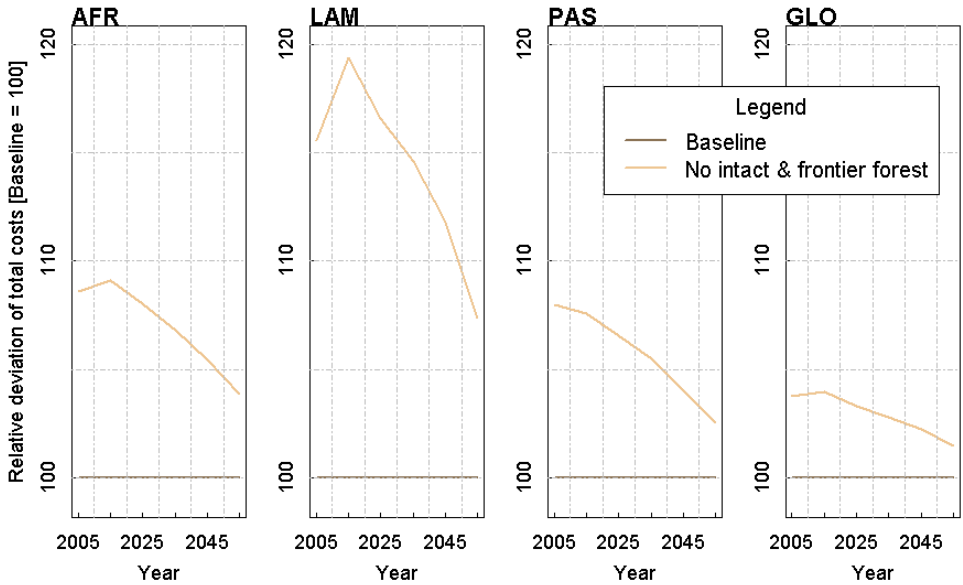 AFR
LAM
PAS
GLO
Relative deviation of total costs [Baseline = 100]
120
110
100
2005 2025 2045
Year
120
110
100
2005 2025 2045
Year
120
110
100
2005 2025 2045
Year
120
110
100
2005 2025 2045
Year
Legend
Baseline
No intact & frontier forest